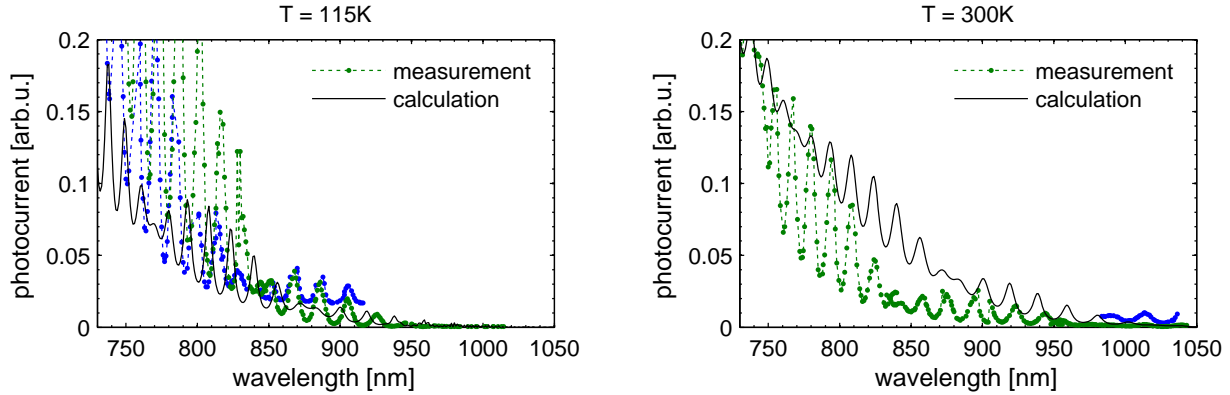 T = 115K
0.2
0.15
0.1
0.05
0
photocurrent [arb.u.]
measurement
calculation
750 800 850 900 950 1000 1050
wavelength [nm]
T = 300K
0.2
0.15
0.1
0.05
0
photocurrent [arb.u.]
measurement
calculation
750 800 850 900 950 1000 1050
wavelength [nm]